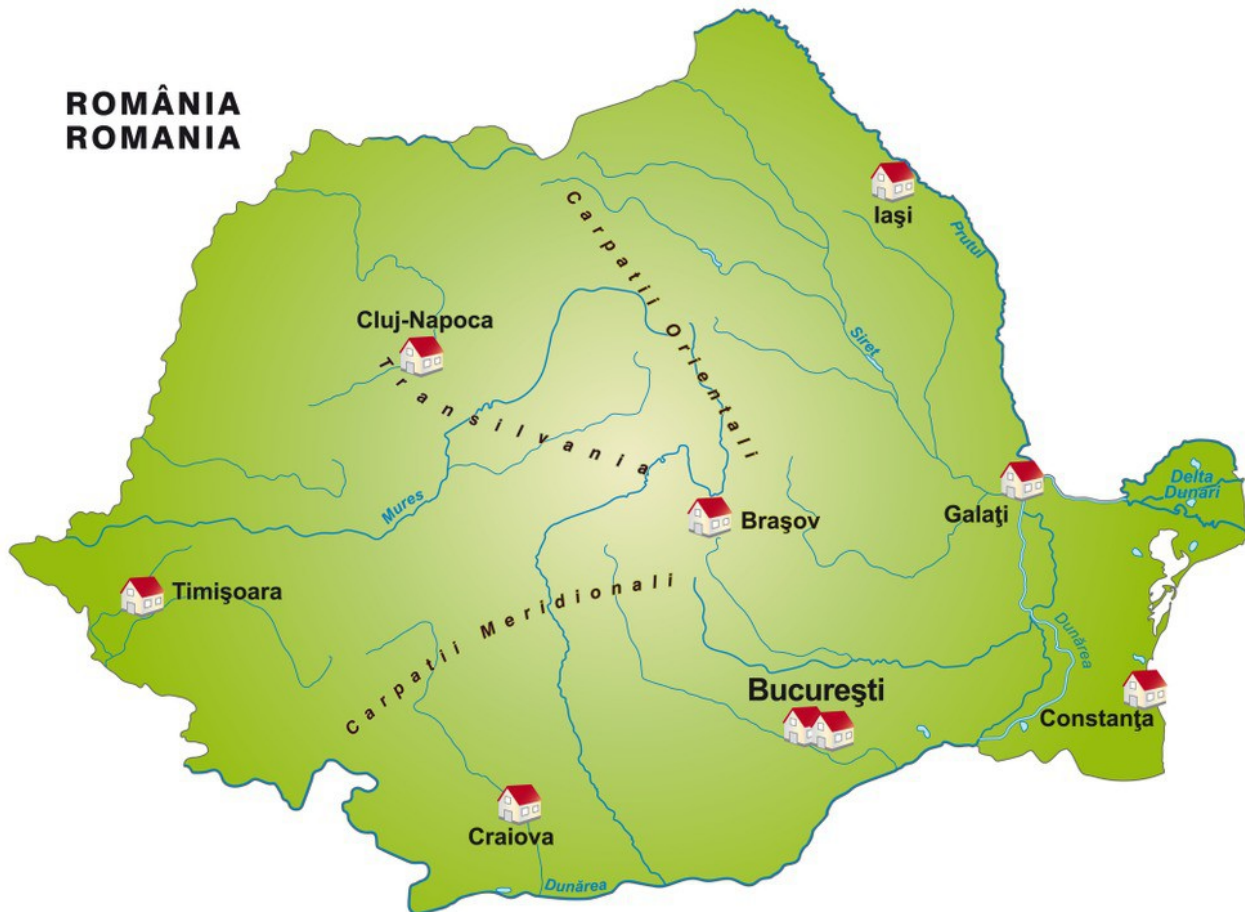 ROMÂNIA
ROMANIA
Iaşi
Prutul
Carpatii Orientali
Cluj-Napoca
Siret
Transilvania
Mures
Delta
Dunări
Galaţi
Braşov
Timişoara
Carpatii Meridionali
Dunărea
Bucureşti
Constanţa
Craiova
Dunărea